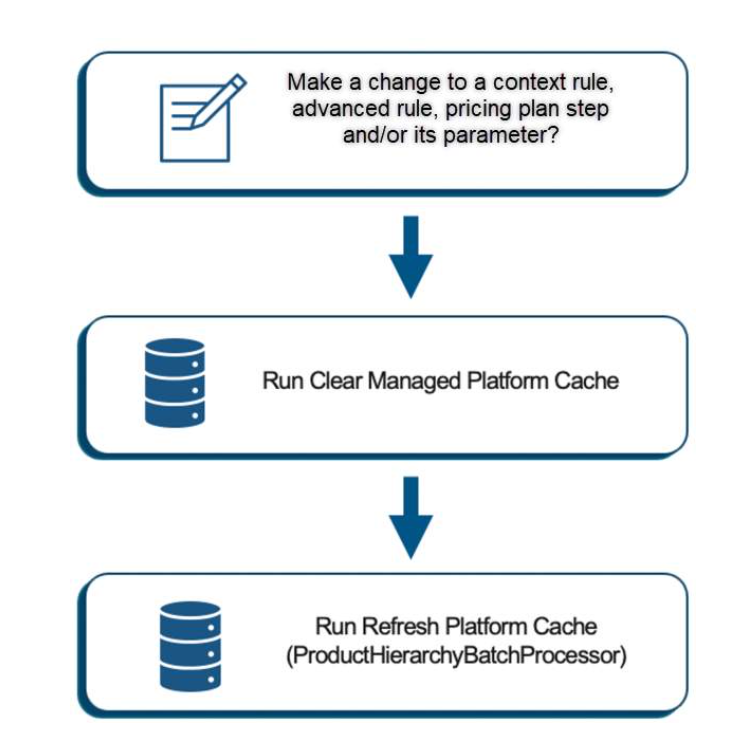 Make a change to a context rule,
advanced rule, pricing plan step
and/or its parameter?
Run Clear Managed Platform Cache
Run Refresh Platform Cache
(ProductHierarchyBatchProcessor)